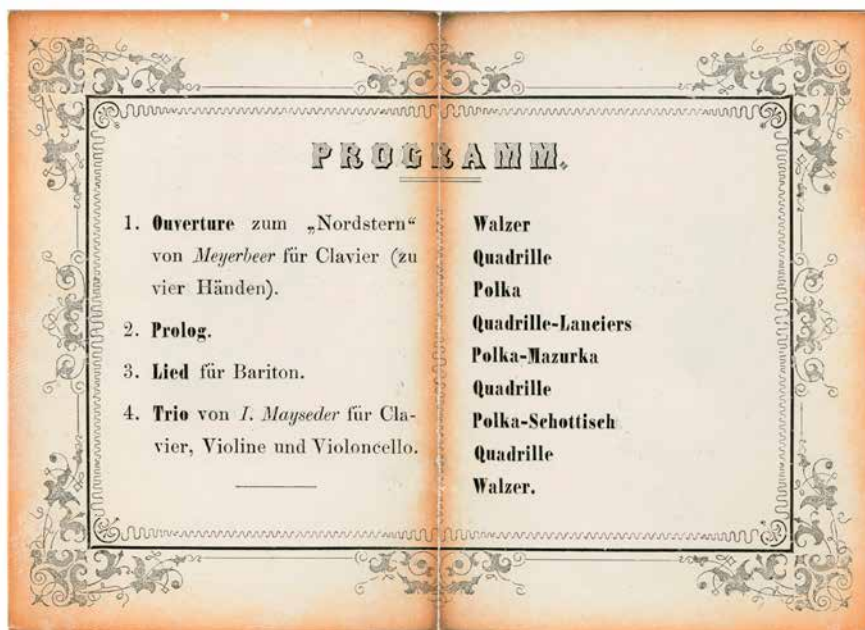 PROGRAMM.
1. Ouverture zum „Nordstern“
von Meyerbeer für Clavier (zu
vier Händen).
2. Prolog.
3. Lied für Bariton.
4. Trio von I. Mayseder für Cla-
vier, Violine und Violoncello.
Walzer
Quadrille
Polka
Quadrille-Lanciers
Polka-Mazurka
Quadrille
Polka-Schottisch
Quadrille
Walzer.